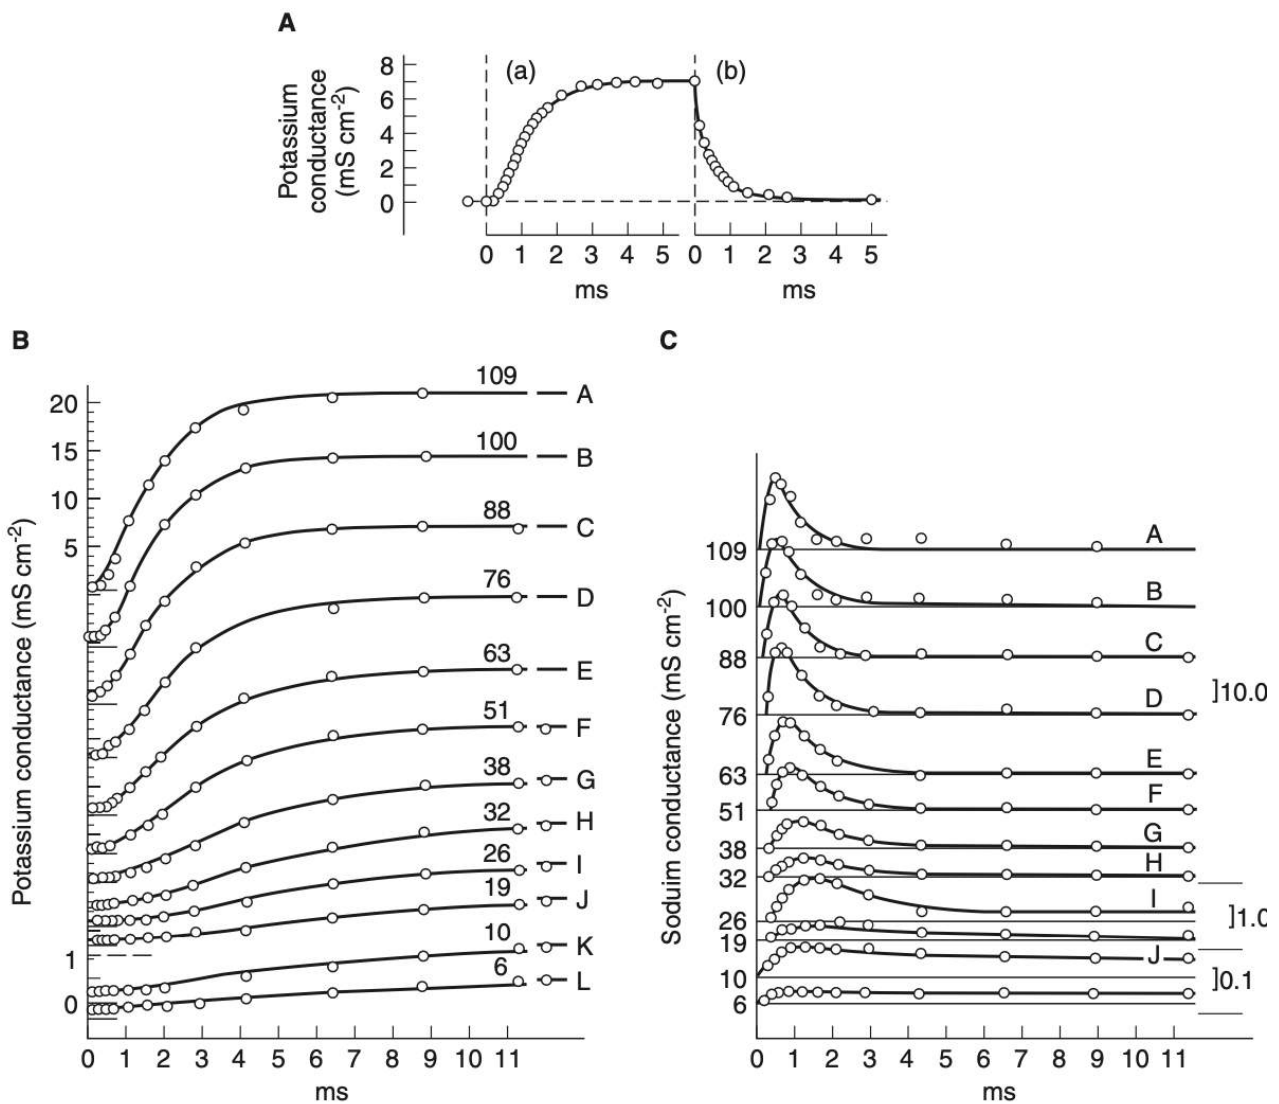 A
Potassium
conductance
(mS cm-2)
8
6
4
2
0
(a)
(b)
0 1 2 3 4 5 0 1 2 5
ms
ms
B
Potassium conductance (mS cm-2)
20
15
10
5
1
0
109 A
100 B
88 C
76 D
63 E
51 F
38 G
32 H
26 I
19 J
10 K
6 L
0 1 2 3 4 5 6 7 8 9 10 11
ms
C
Soduim conductance (mS cm-2)
109 A
100 B
88 C
76 D
63 E
51 F
38 G
32 H
26 I
19
10 J
6
]10.0
]1.0
]0.1
0 1 2 3 4 5 6 7 8 9 10 11
ms